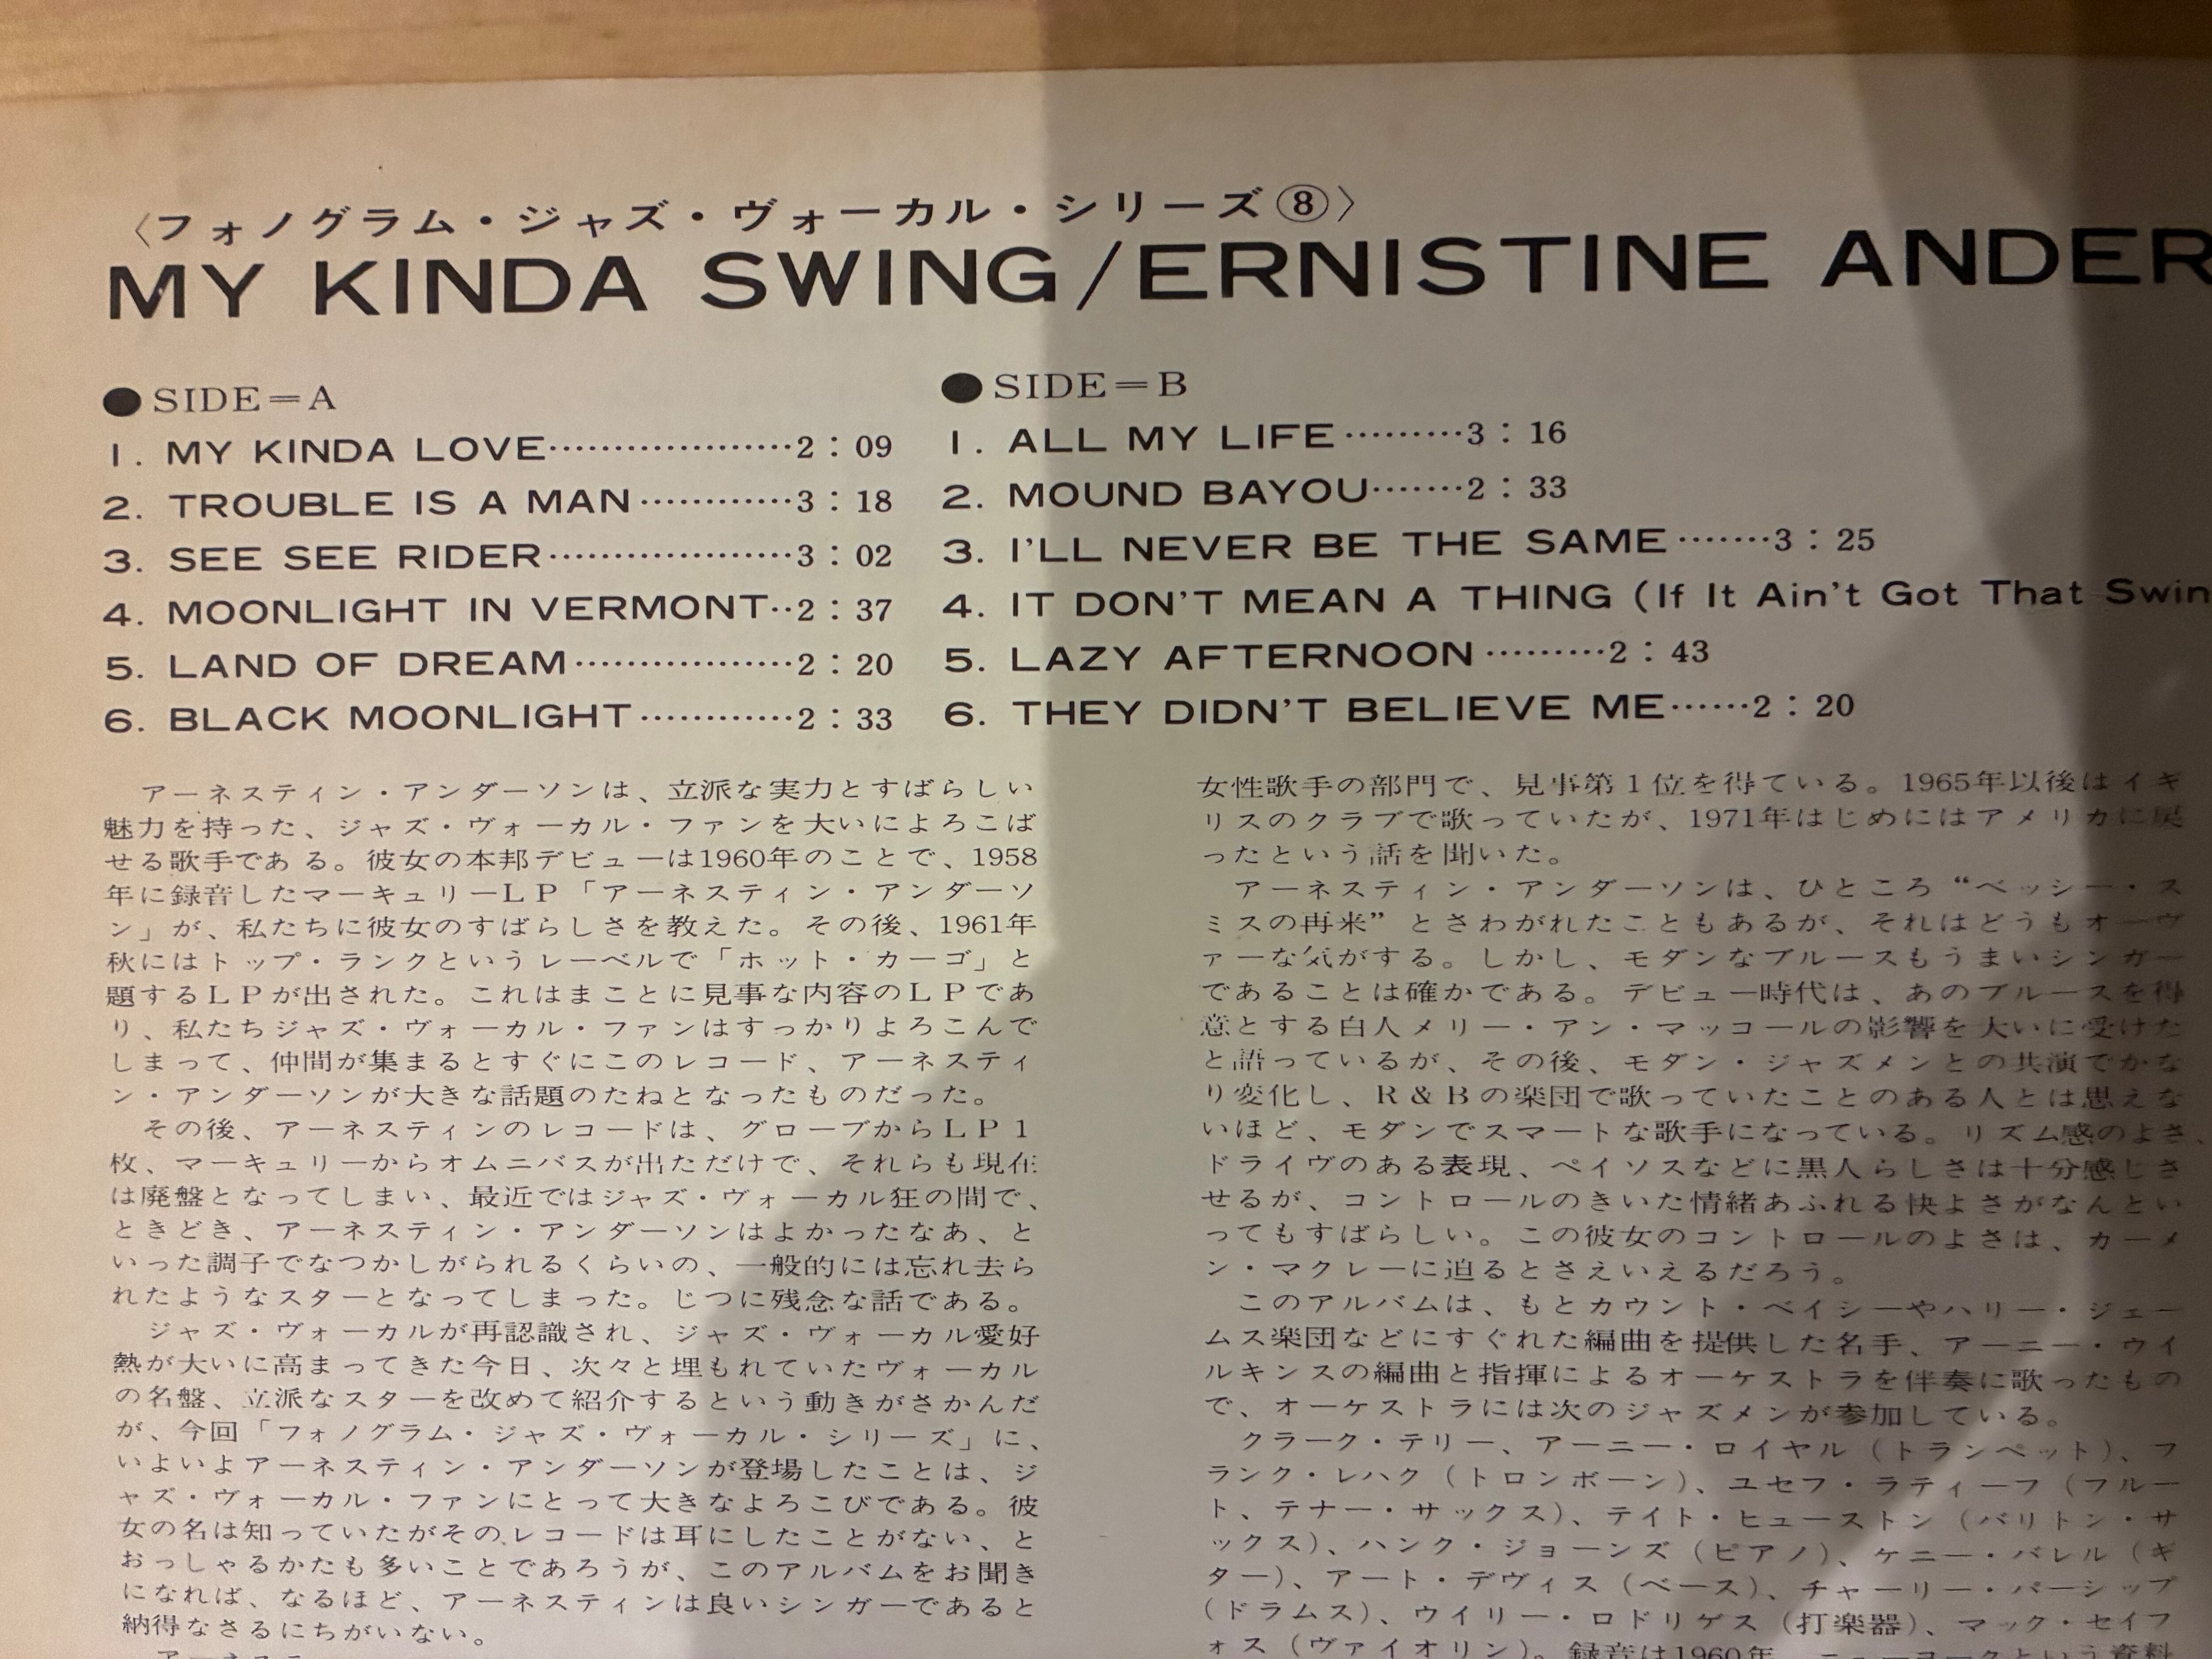 〈フォノグラム・ジャズ・ヴォーカル・シリーズ⑧〉
MY KINDA SWING/ERNISTINE ANDER
●SIDE=A
1. MY KINDA LOVE…………………2：09
2. TROUBLE IS A MAN…………2：18
3. SEE SEE RIDER…………………3：02
4. MOONLIGHT IN VERMONT‥2：37
5. LAND OF DREAM………………2：20
6. BLACK MOONLIGHT…………2：33
●SIDE=B
1. ALL MY LIFE………3：16
2. MOUND BAYOU……2：33
3. I'LL NEVER BE THE SAME……3：25
4. IT DON'T MEAN A THING (If It Ain't Got That Swin
5. LAZY AFTERNOON………2：43
6. THEY DIDN'T BELIEVE ME……2：20
アーネスティン・アンダーソンは、立派な実力とすばらしい
魅力を持った、ジャズ・ヴォーカル・ファンを大いによろこば
せる歌手である。彼女の本邦デビューは1960年のことで、1958
年に録音したマーキュリーＬＰ「アーネスティン・アンダーソ
ン」が、私たちに彼女のすばらしさを教えた。その後、1961年
秋にはトップ・ランクというレーベルで「ホット・カーゴ」と
題するＬＰが出された。これはまことに見事な内容のＬＰであ
り、私たちジャズ・ヴォーカル・ファンはすっかりよろこんで
しまって、仲間が集まるとすぐにこのレコード、アーネスティ
ン・アンダーソンが大きな話題のたねとなったものだった。
その後、アーネスティンのレコードは、グローブからＬＰ１
枚、マーキュリーからオムニバスが出ただけで、それらも現在
は廃盤となってしまい、最近ではジャズ・ヴォーカル狂の間で、
ときどき、アーネスティン・アンダーソンはよかったなあ、と
いった調子でなつかしがられるくらいの、一般的には忘れ去ら
れたようなスターとなってしまった。じつに残念な話である。
ジャズ・ヴォーカルが再認識され、ジャズ・ヴォーカル愛好
熱が大いに高まってきた今日、次々と埋もれていたヴォーカル
の名盤、立派なスターを改めて紹介するという動きがさかんだ
が、今回「フォノグラム・ジャズ・ヴォーカル・シリーズ」に、
いよいよアーネスティン・アンダーソンが登場したことは、ジ
ャズ・ヴォーカル・ファンにとって大きなよろこびである。彼
女の名は知っていたがそのレコードは耳にしたことがない、と
おっしゃるかたも多いことであろうが、このアルバムをお聞き
になれば、なるほど、アーネスティンは良いシンガーであると
納得なさるにちがいない。
女性歌手の部門で、見事第１位を得ている。1965年以後はイギ
リスのクラブで歌っていたが、1971年はじめにはアメリカに戻
ったという話を聞いた。
アーネスティン・アンダーソンは、ひところ“ベッシー・ス
ミスの再来”とさわがれたこともあるが、それはどうもオーヴ
ァーな気がする。しかし、モダンなブルースもうまいシンガー
であることは確かである。デビュー時代は、あのブルースを得
意とする白人メリー・アン・マッコールの影響を大いに受けた
と語っているが、その後、モダン・ジャズメンとの共演でかな
り変化し、Ｒ＆Ｂの楽団で歌っていたことのある人とは思えな
いほど、モダンでスマートな歌手になっている。リズム感のよさ、
ドライヴのある表現、ペイソスなどに黒人らしさは十分感じさ
せるが、コントロールのきいた情緒あふれる快よさがなんとい
ってもすばらしい。この彼女のコントロールのよさは、カーメ
ン・マクレーに迫るとさえいえるだろう。
このアルバムは、もとカウント・ベイシーやハリー・ジェー
ムス楽団などにすぐれた編曲を提供した名手、アーニー・ウイ
ルキンスの編曲と指揮によるオーケストラを伴奏に歌ったもの
で、オーケストラには次のジャズメンが参加している。
クラーク・テリー、アーニー・ロイヤル（トランペット）、フ
ランク・レハク（トロンボーン）、ユセフ・ラティーフ（フルー
ト、テナー・サックス）、テイト・ヒューストン（バリトン・サ
ックス）、ハンク・ジョーンズ（ピアノ）、ケニー・バレル（ギ
ター）、アート・デヴィス（ベース）、チャーリー・パーシップ
（ドラムス）、ウイリー・ロドリゲス（打楽器）、マック・セイフ
ォス（ヴァイオリン）。録音は1960年、ニューヨークという資料